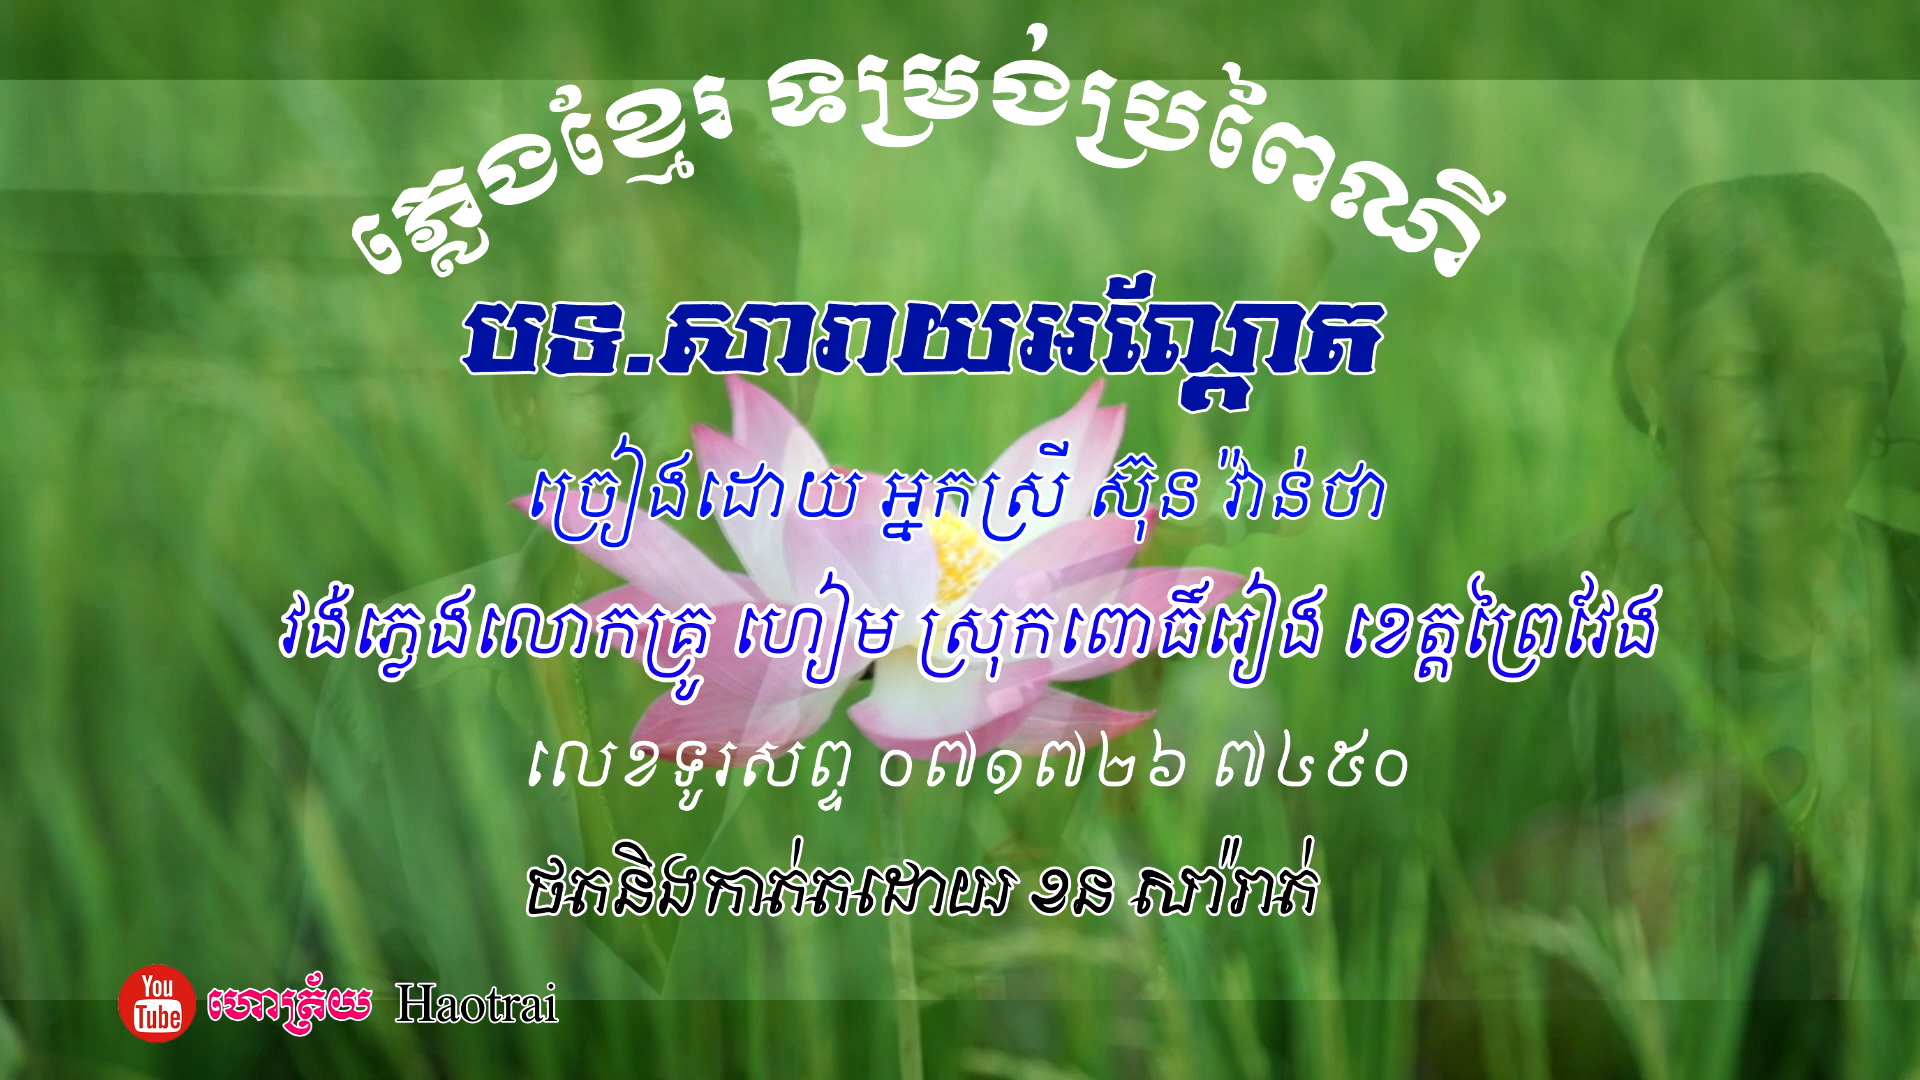 ភ្លេងខ្មែរ ទម្រង់ប្រពៃណី
បទ.សារាយអណ្ដែត
ច្រៀងដោយ អ្នកស្រី ស៊ុន វ៉ាន់ថា
វង់ភ្លេងលោកគ្រូ ហៀម ស្រុកពោធិ៍រៀង ខេត្តព្រៃវែង
លេខទូរសព្ទ ០៧១៧២៦ ៧៤៥០
ថតនិងកាត់តដោយ ខន សារ៉ាត់
You Tube ហោត្រ័យ Haotrai